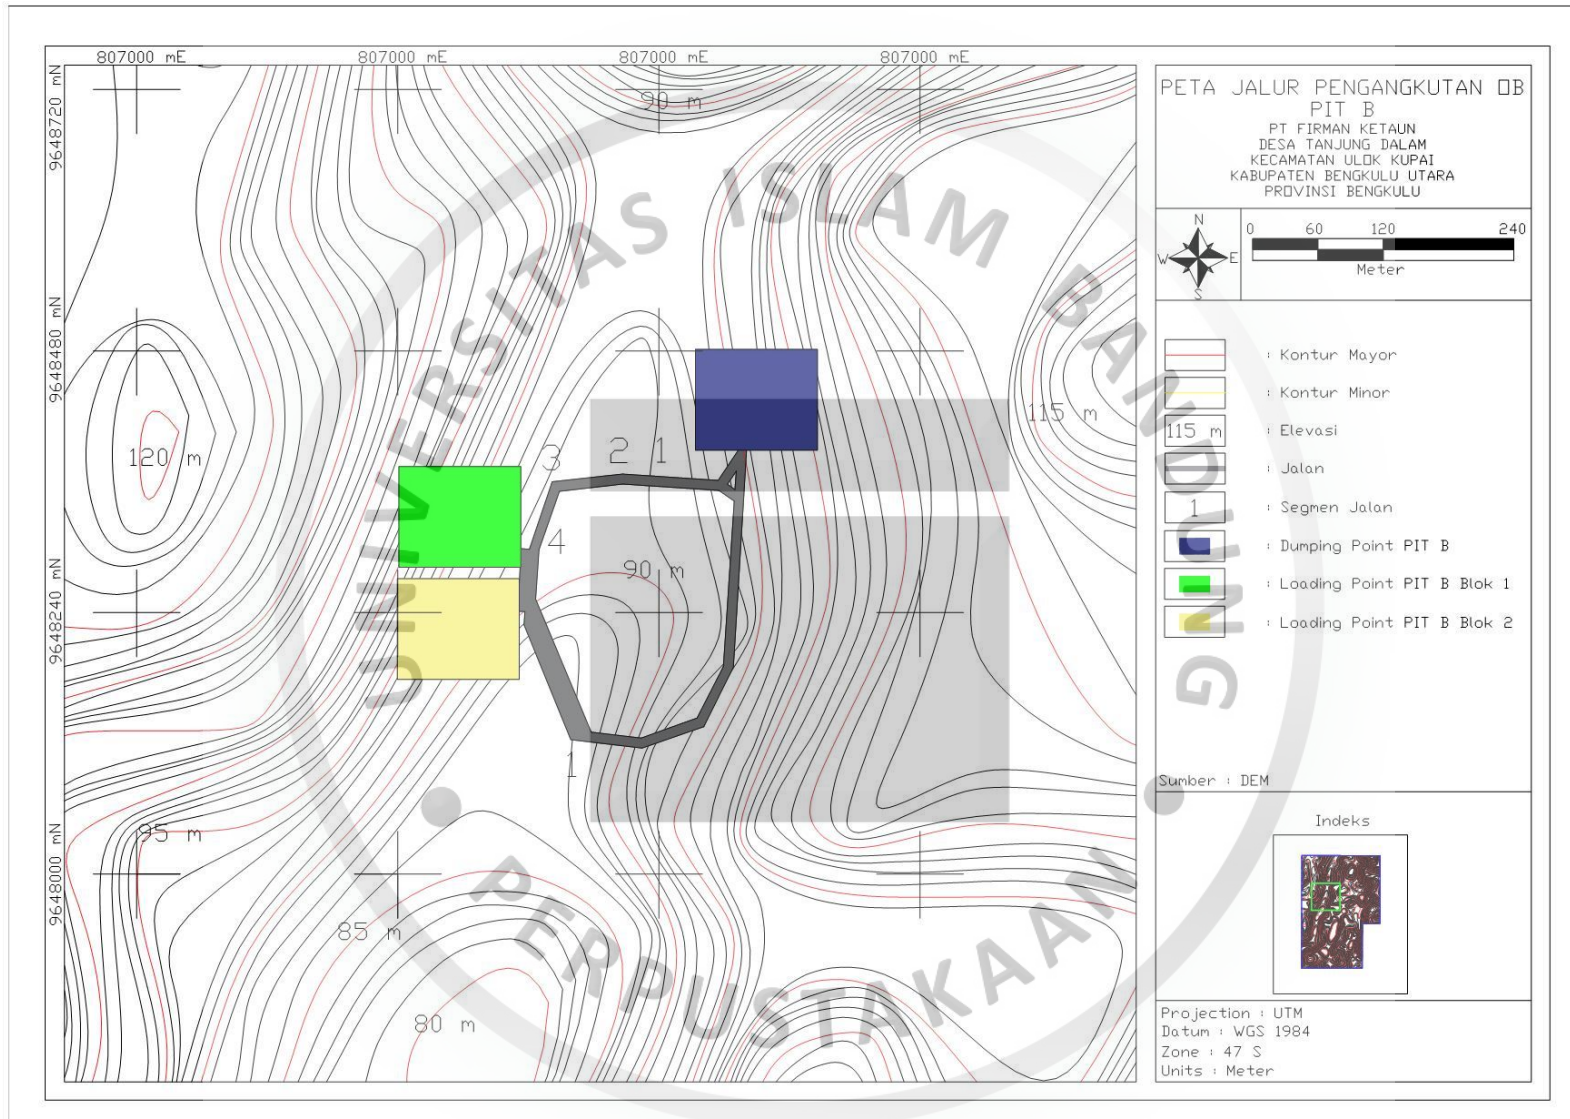 807000 mE 807000 mE 807000 mE 807000 mE
9648720 mN
9648480 mN
9648240 mN
9648000 mN
90 m
115 m
120 m
3 2 1
4
90 m
1
95 m
85 m
80 m
UNIVERSITAS ISLAM BANDUNG
PERPUSTAKAAN
PETA JALUR PENGANGKUTAN OB
PIT B
PT FIRMAN KETAUN
DESA TANJUNG DALAM
KECAMATAN ULOK KUPAI
KABUPATEN BENGKULU UTARA
PROVINSI BENGKULU
N
W E
S
0 60 120 240
Meter
: Kontur Mayor
: Kontur Minor
115 m : Elevasi
: Jalan
1 : Segmen Jalan
: Dumping Point PIT B
: Loading Point PIT B Blok 1
: Loading Point PIT B Blok 2
Sumber : DEM
Indeks
Projection : UTM
Datum : WGS 1984
Zone : 47 S
Units : Meter